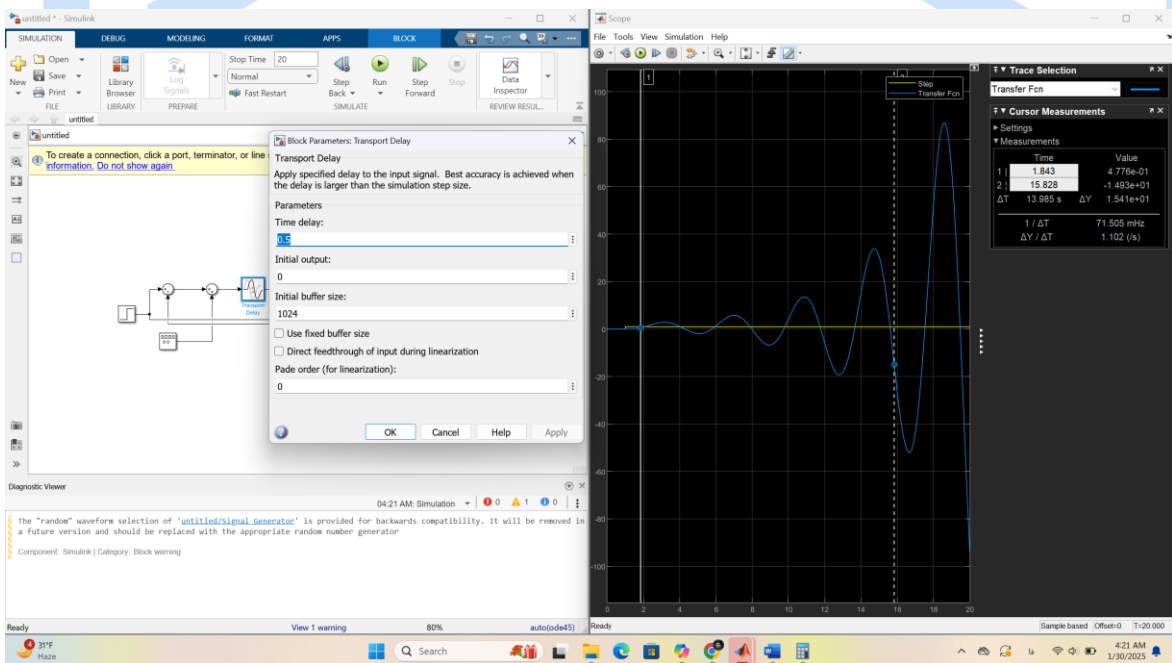 untitled * - Simulink
SIMULATION DEBUG MODELING FORMAT APPS BLOCK
New
Open
Save
Print
FILE
Library Browser
LIBRARY
Log Signals
PREPARE
Stop Time 20
Normal
Fast Restart
Step Back
Run
Step Forward
Stop
SIMULATE
Data Inspector
REVIEW RESUL...
untitled
untitled
To create a connection, click a port, terminator, or line s
information. Do not show again
Transport
Delay
Block Parameters: Transport Delay
Transport Delay
Apply specified delay to the input signal. Best accuracy is achieved when
the delay is larger than the simulation step size.
Parameters
Time delay:
0.5
Initial output:
0
Initial buffer size:
1024
Use fixed buffer size
Direct feedthrough of input during linearization
Pade order (for linearization):
0
OK Cancel Help Apply
Diagnostic Viewer
04:21 AM: Simulation 0 1 0
The "random" waveform selection of 'untitled/Signal Generator' is provided for backwards compatibility. It will be removed in
a future version and should be replaced with the appropriate random number generator
Component: Simulink | Category: Block warning
Ready View 1 warning 80% auto(ode45)
Scope
File Tools View Simulation Help
1
Step
Transfer Fcn
100
80
60
40
20
0
-20
-40
-60
-80
-100
0 2 4 6 8 10 12 14 16 18 20
Trace Selection
Transfer Fcn
Cursor Measurements
Settings
Measurements
Time Value
1 | 1.843 4.776e-01
2 ¦ 15.828 -1.493e+01
ΔT 13.985 s ΔY 1.541e+01
1 / ΔT 71.505 mHz
ΔY / ΔT 1.102 (/s)
Ready Sample based Offset=0 T=20.000
4
31°F
Haze
Search
4:21 AM
1/30/2025